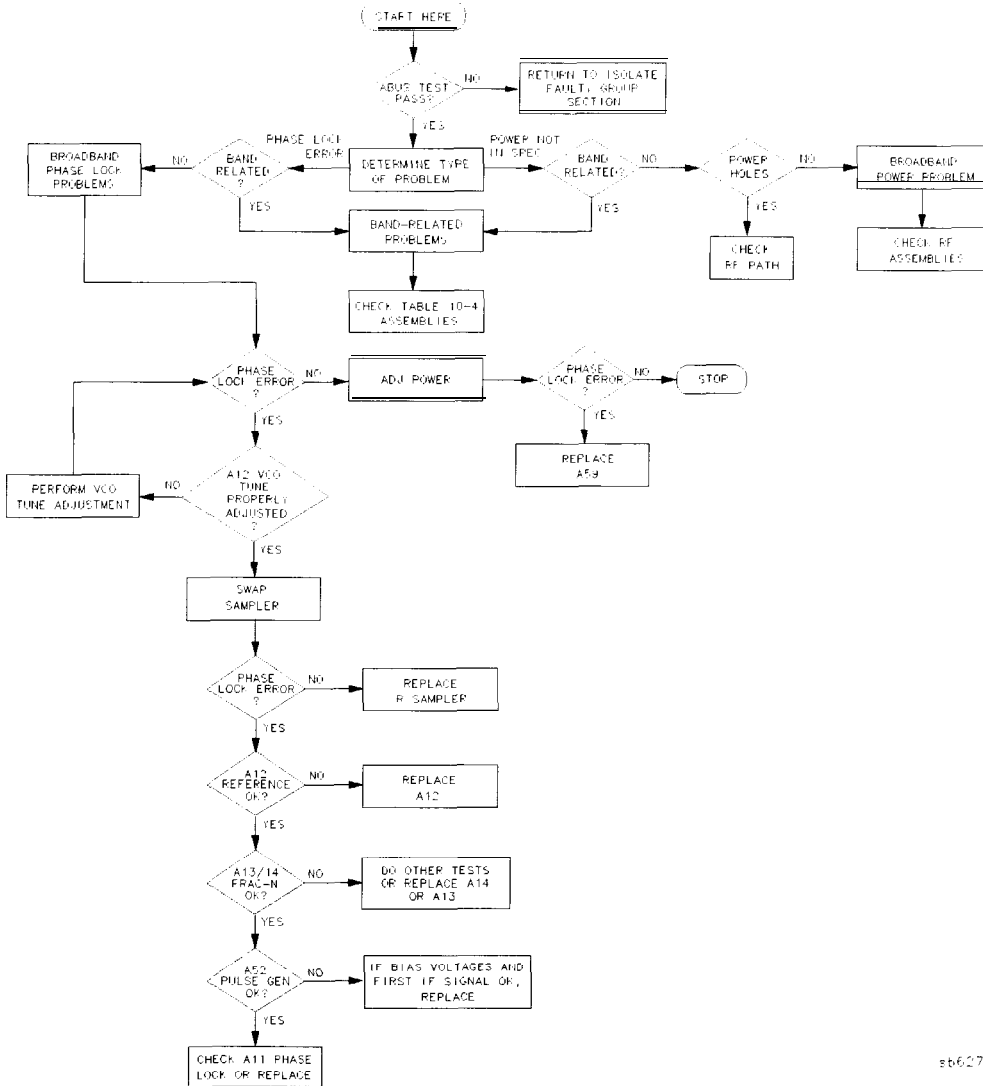 START HERE
ABUS TEST
PASS?
NO
RETURN TO ISOLATE
FAULT, GROUP
SECTION
YES
PHASE LOCK
ERROR
POWER NOT
IN SPEC
BROADBAND
PHASE LOCK
PROBLEMS
NO
BAND
RELATED
?
DETERMINE TYPE
OF PROBLEM
BAND
RELATED?
NO
POWER
HOLES
NO
BROADBAND
POWER PROBLEM
YES
YES
YES
BAND-RELATED
PROBLEMS
CHECK
RF PATH
CHECK RF
ASSEMBLIES
CHECK TABLE 10-4
ASSEMBLIES
PHASE
LOCK ERROR
?
NO
ADJ POWER
PHASE
LOCK ERROR
?
NO
STOP
YES
YES
REPLACE
A59
PERFORM VCO
TUNE ADJUSTMENT
NO
A12 VCO
TUNE
PROPERLY
ADJUSTED
?
YES
SWAP
SAMPLER
PHASE
LOCK ERROR
?
NO
REPLACE
R SAMPLER
YES
A12
REFERENCE
OK?
NO
REPLACE
A12
YES
A13/14
FRAC-N
OK?
NO
DO OTHER TESTS
OR REPLACE A14
OR A13
YES
A52
PULSE GEN
OK?
NO
IF BIAS VOLTAGES AND
FIRST IF SIGNAL OK,
REPLACE
YES
CHECK A11 PHASE
LOCK OR REPLACE
sb627